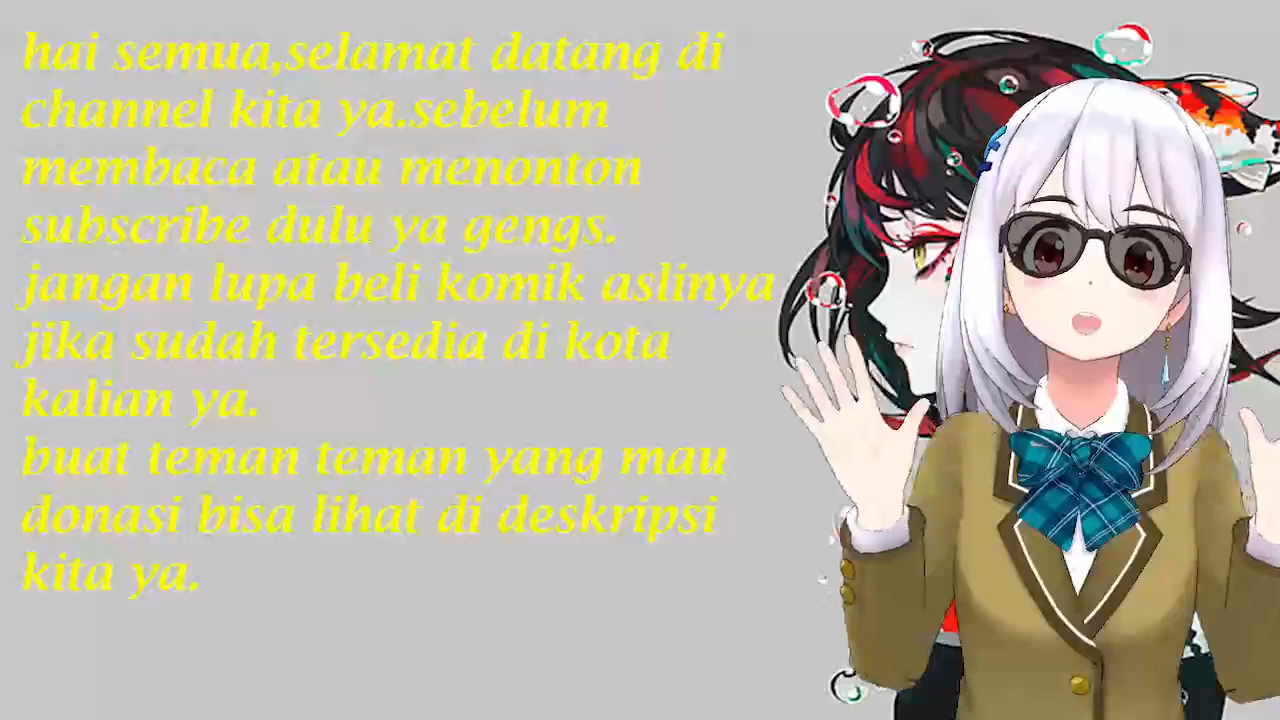 hai semua,selamat datang di
channel kita ya.sebelum
membaca atau menonton
subscribe dulu ya gengs.
jangan lupa beli komik aslinya
jika sudah tersedia di kota
kalian ya.
buat teman teman yang mau
donasi bisa lihat di deskripsi
kita ya.